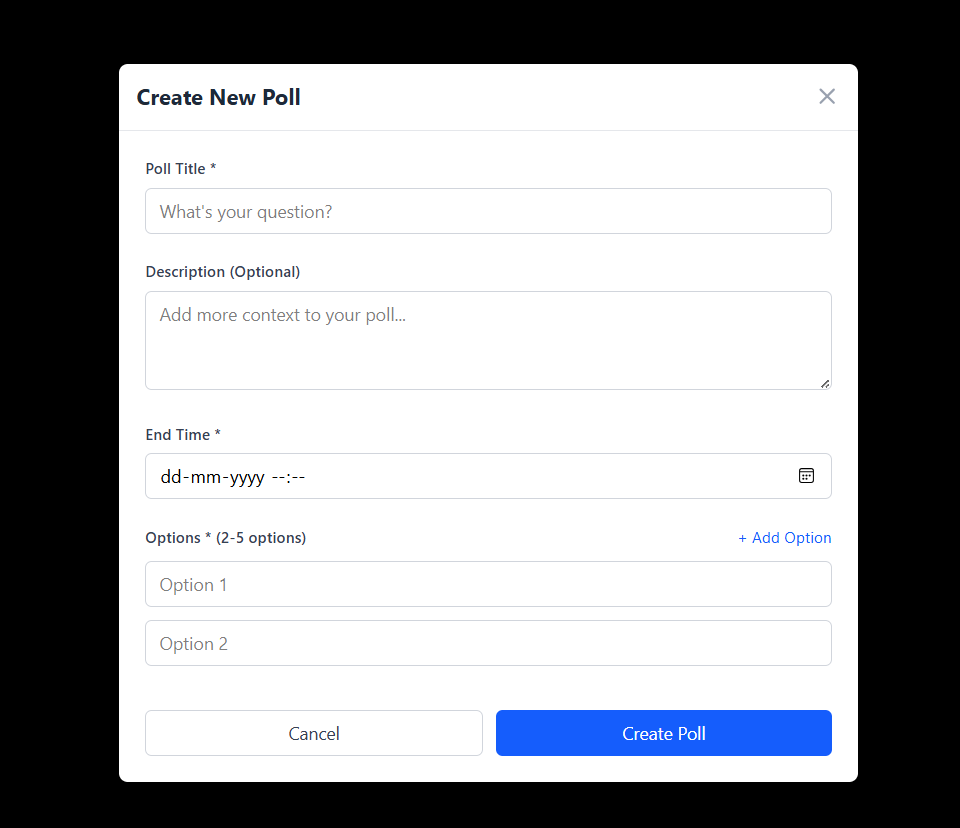 Create New Poll
Poll Title *
What's your question?
Description (Optional)
Add more context to your poll...
End Time *
dd-mm-yyyy --:--
Options * (2-5 options) + Add Option
Option 1
Option 2
Cancel Create Poll